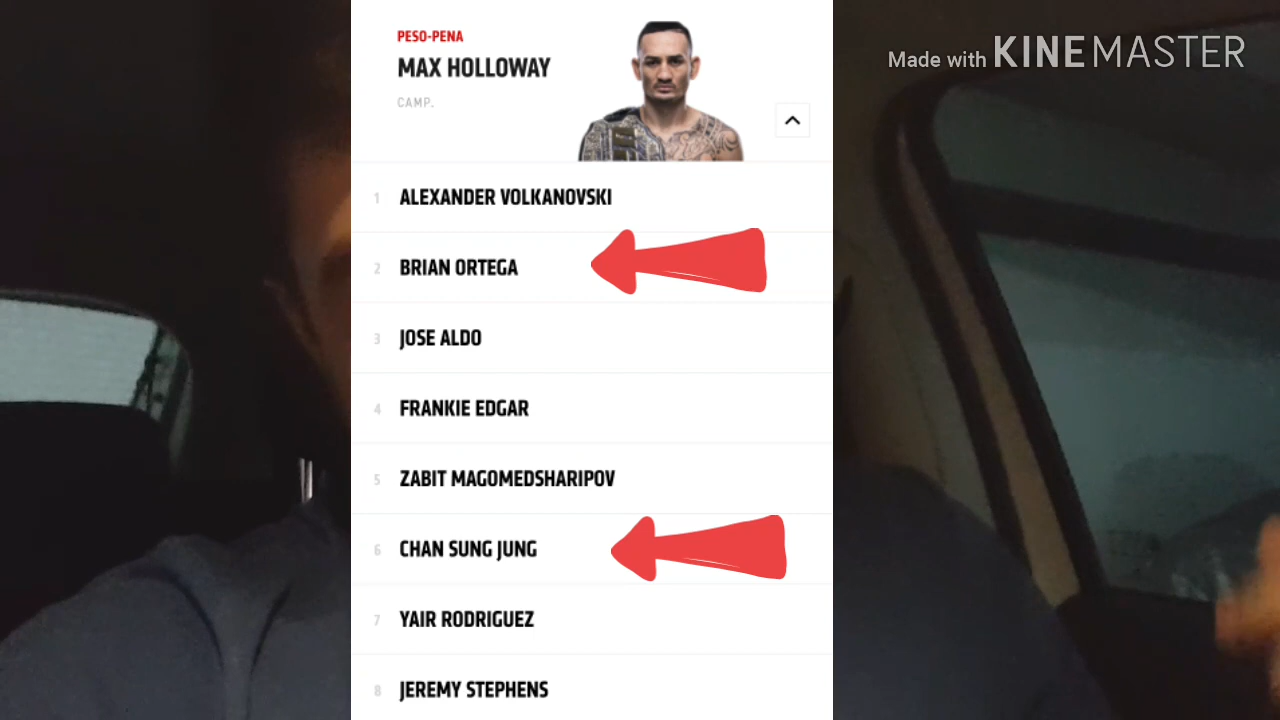 PESO-PENA
MAX HOLLOWAY
CAMP.
Made with KINEMASTER
1 ALEXANDER VOLKANOVSKI
2 BRIAN ORTEGA
3 JOSE ALDO
4 FRANKIE EDGAR
5 ZABIT MAGOMEDSHARIPOV
6 CHAN SUNG JUNG
7 YAIR RODRIGUEZ
8 JEREMY STEPHENS